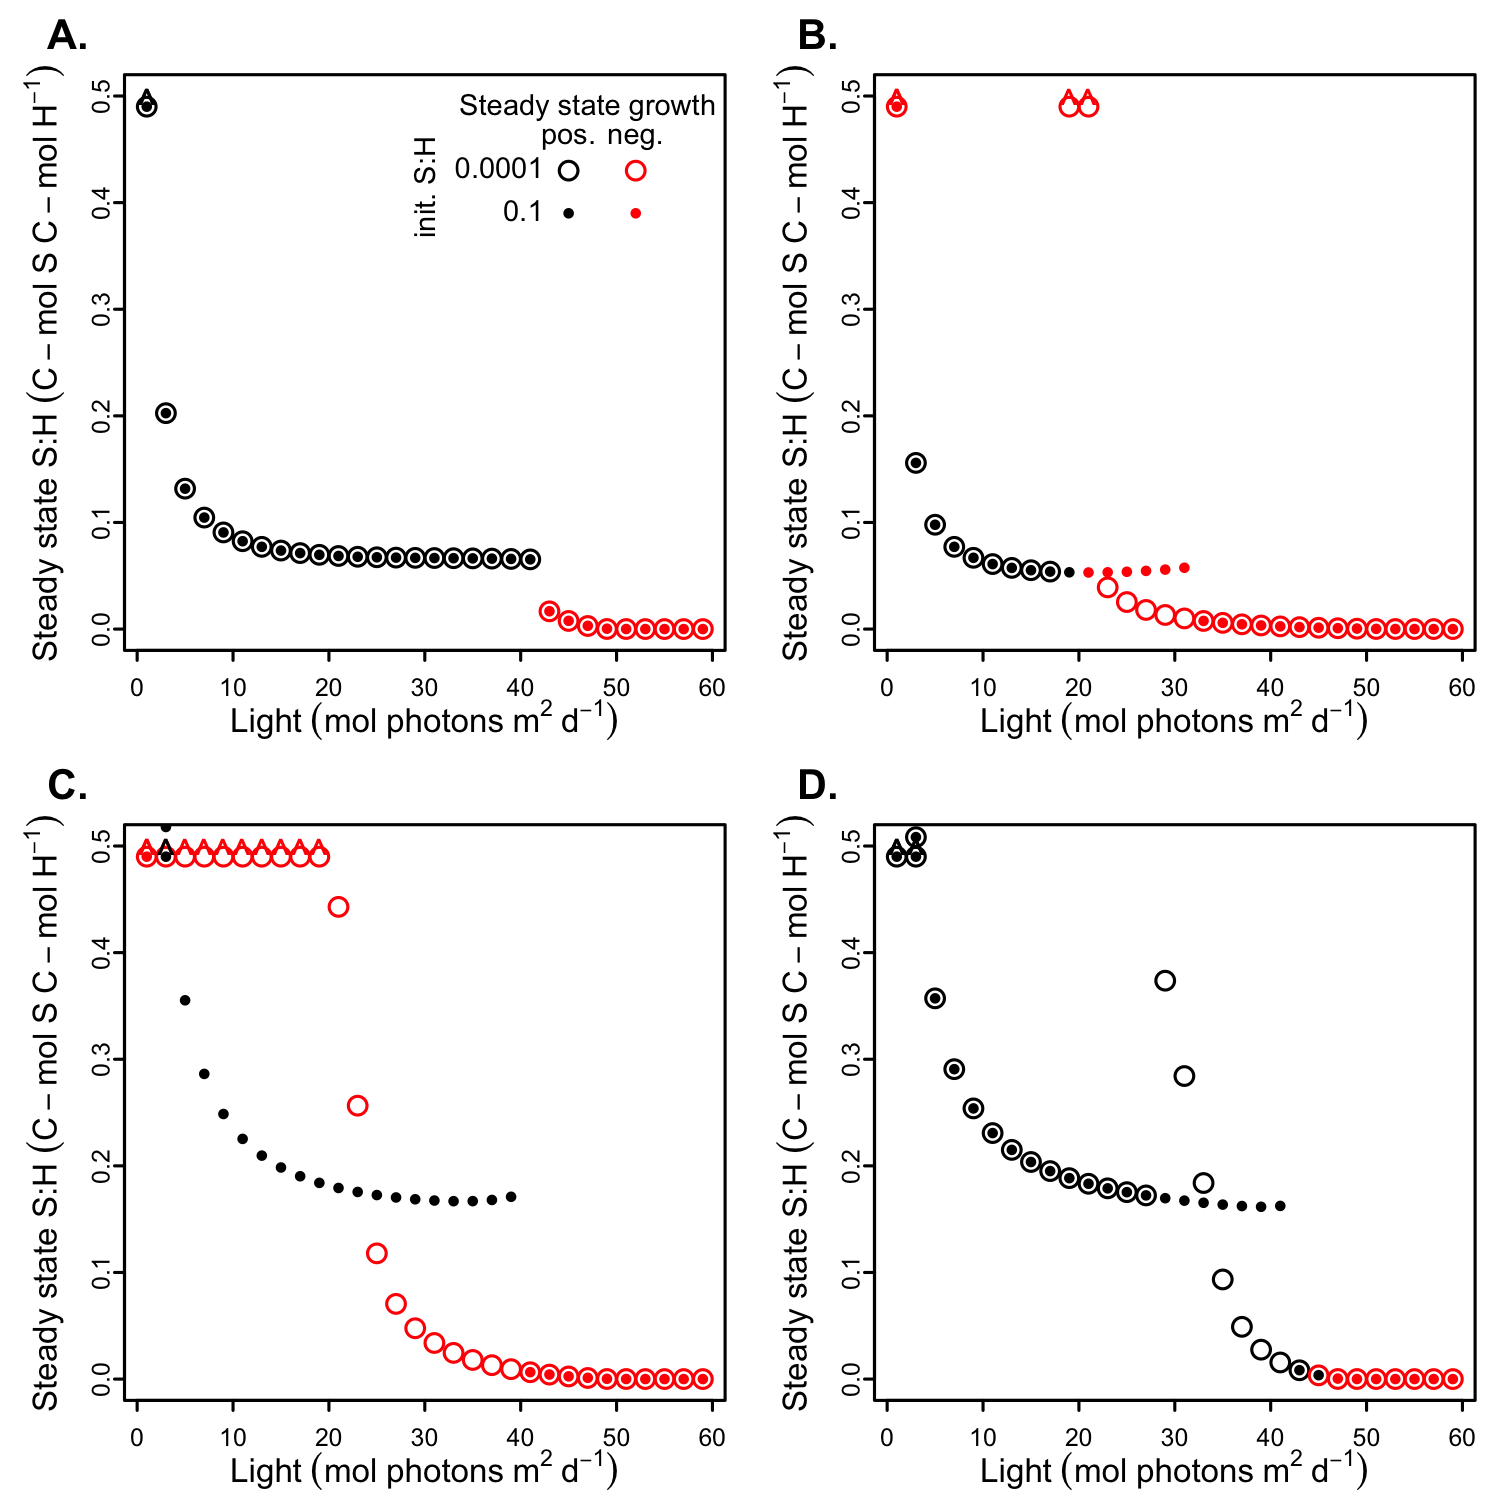 A.
Steady state S:H (C – mol S C – mol H⁻¹)
0.5
0.4
0.3
0.2
0.1
0.0
Steady state growth
pos. neg.
init. S:H
0.0001
0.1
0 10 20 30 40 50 60
Light (mol photons m² d⁻¹)
B.
Steady state S:H (C – mol S C – mol H⁻¹)
0.5
0.4
0.3
0.2
0.1
0.0
0 10 20 30 40 50 60
Light (mol photons m² d⁻¹)
C.
Steady state S:H (C – mol S C – mol H⁻¹)
0.5
0.4
0.3
0.2
0.1
0.0
0 10 20 30 40 50 60
Light (mol photons m² d⁻¹)
D.
Steady state S:H (C – mol S C – mol H⁻¹)
0.5
0.4
0.3
0.2
0.1
0.0
0 10 20 30 40 50 60
Light (mol photons m² d⁻¹)